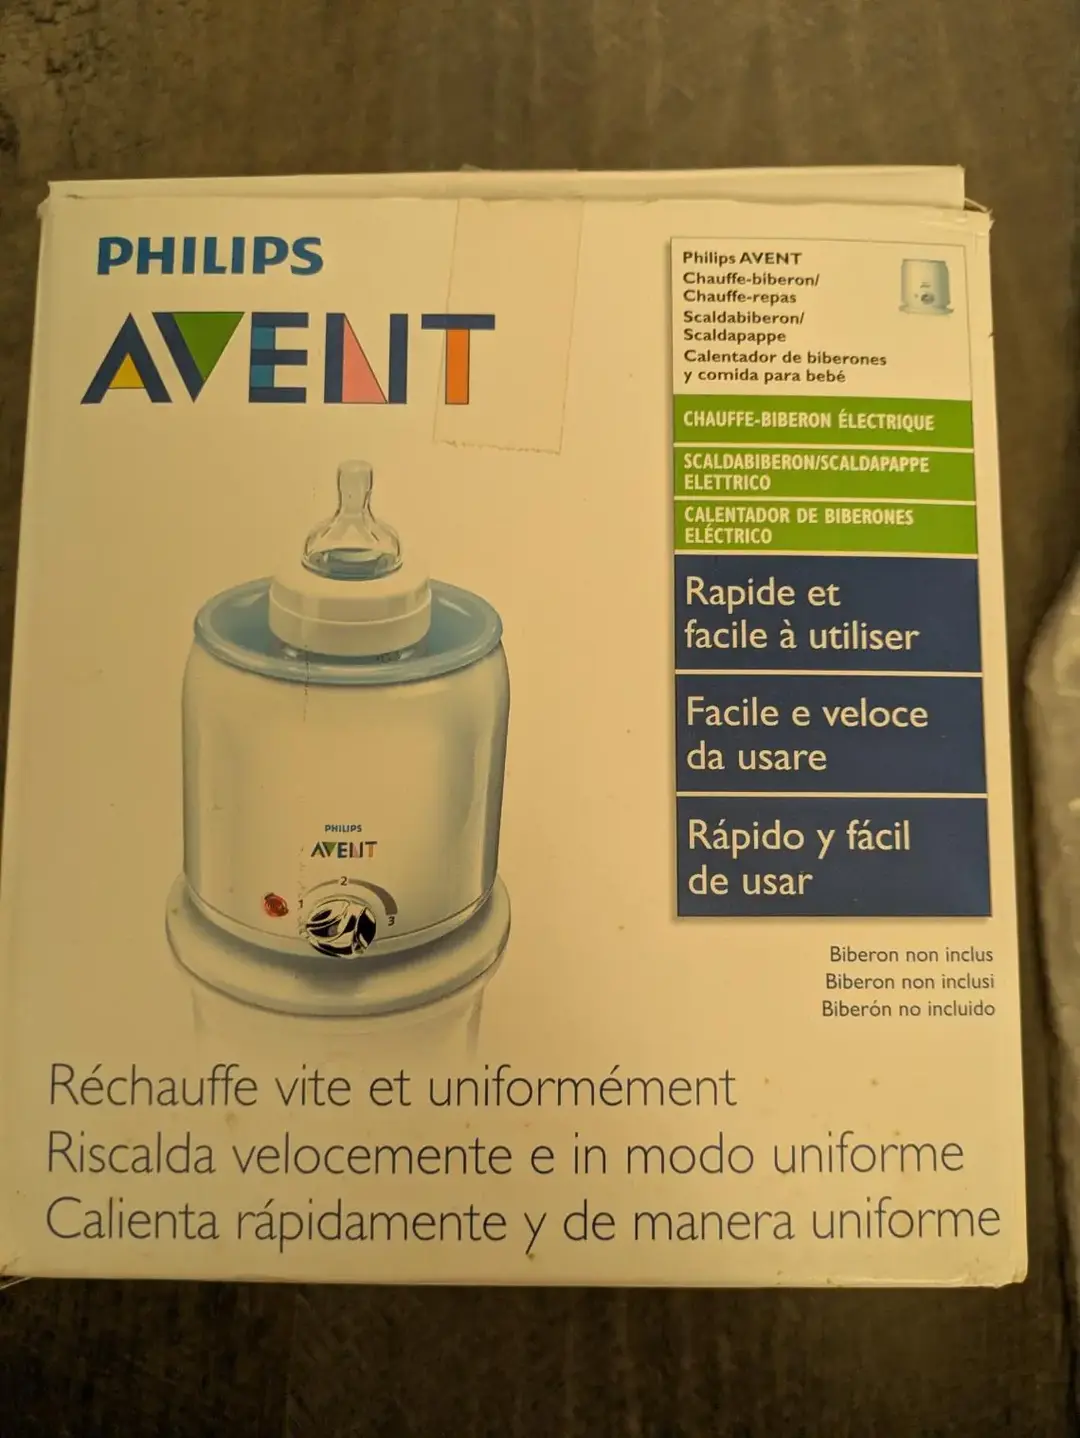 PHILIPS
AVENT
Philips AVENT
Chauffe-biberon/
Chauffe-repas
Scaldabiberon/
Scaldapappe
Calentador de biberones
y comida para bebé
CHAUFFE-BIBERON ÉLECTRIQUE
SCALDABIBERON/SCALDAPAPPE
ELETTRICO
CALENTADOR DE BIBERONES
ELÉCTRICO
Rapide et
facile à utiliser
Facile e veloce
da usare
Rápido y fácil
de usar
PHILIPS
AVENT
2
1
3
Biberon non inclus
Biberon non inclusi
Biberón no incluido
Réchauffe vite et uniformément
Riscalda velocemente e in modo uniforme
Calienta rápidamente y de manera uniforme